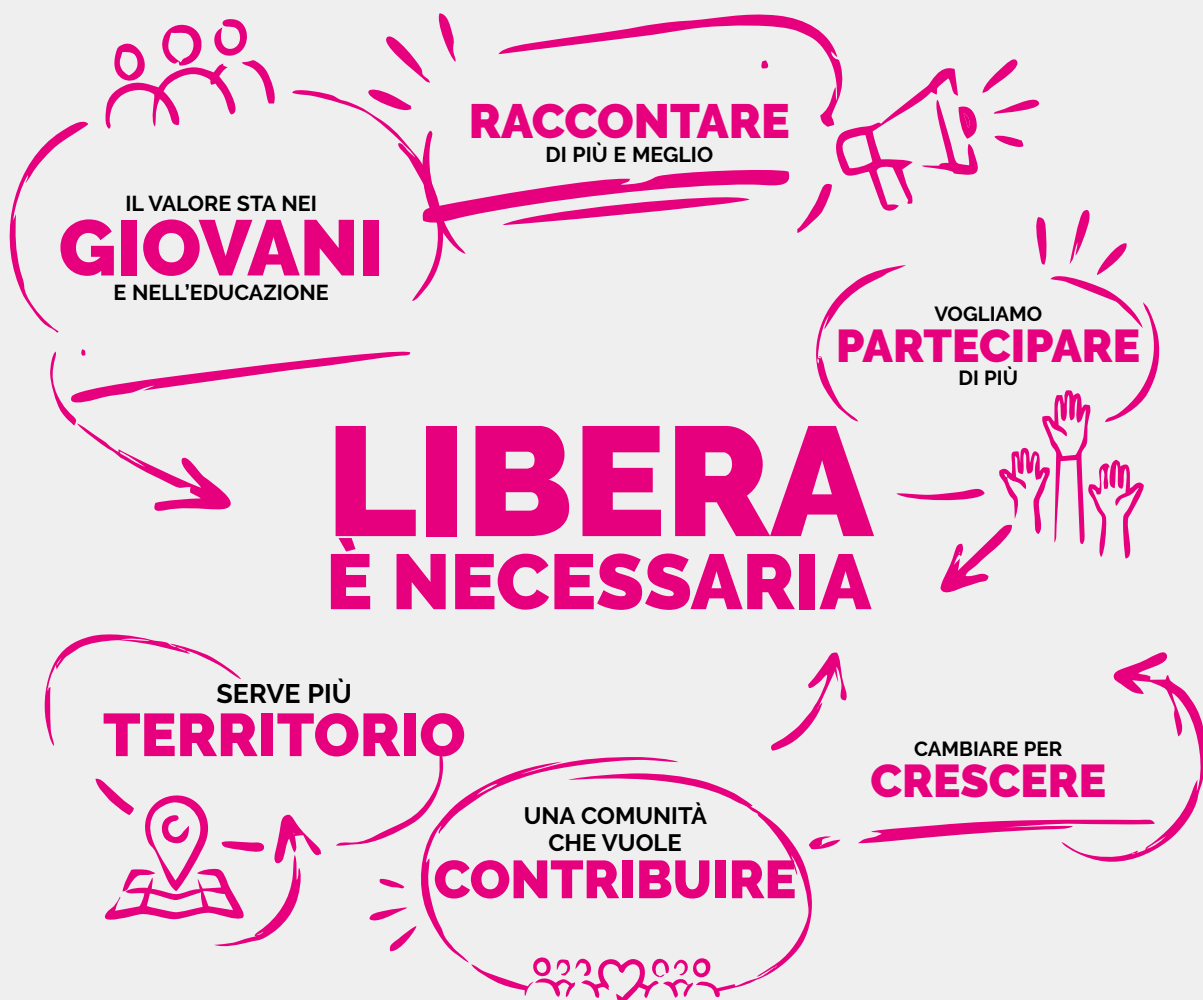 RACCONTARE
DI PIÙ E MEGLIO
IL VALORE STA NEI
GIOVANI
E NELL'EDUCAZIONE
VOGLIAMO
PARTECIPARE
DI PIÙ
LIBERA
È NECESSARIA
SERVE PIÙ
TERRITORIO
CAMBIARE PER
CRESCERE
UNA COMUNITÀ
CHE VUOLE
CONTRIBUIRE